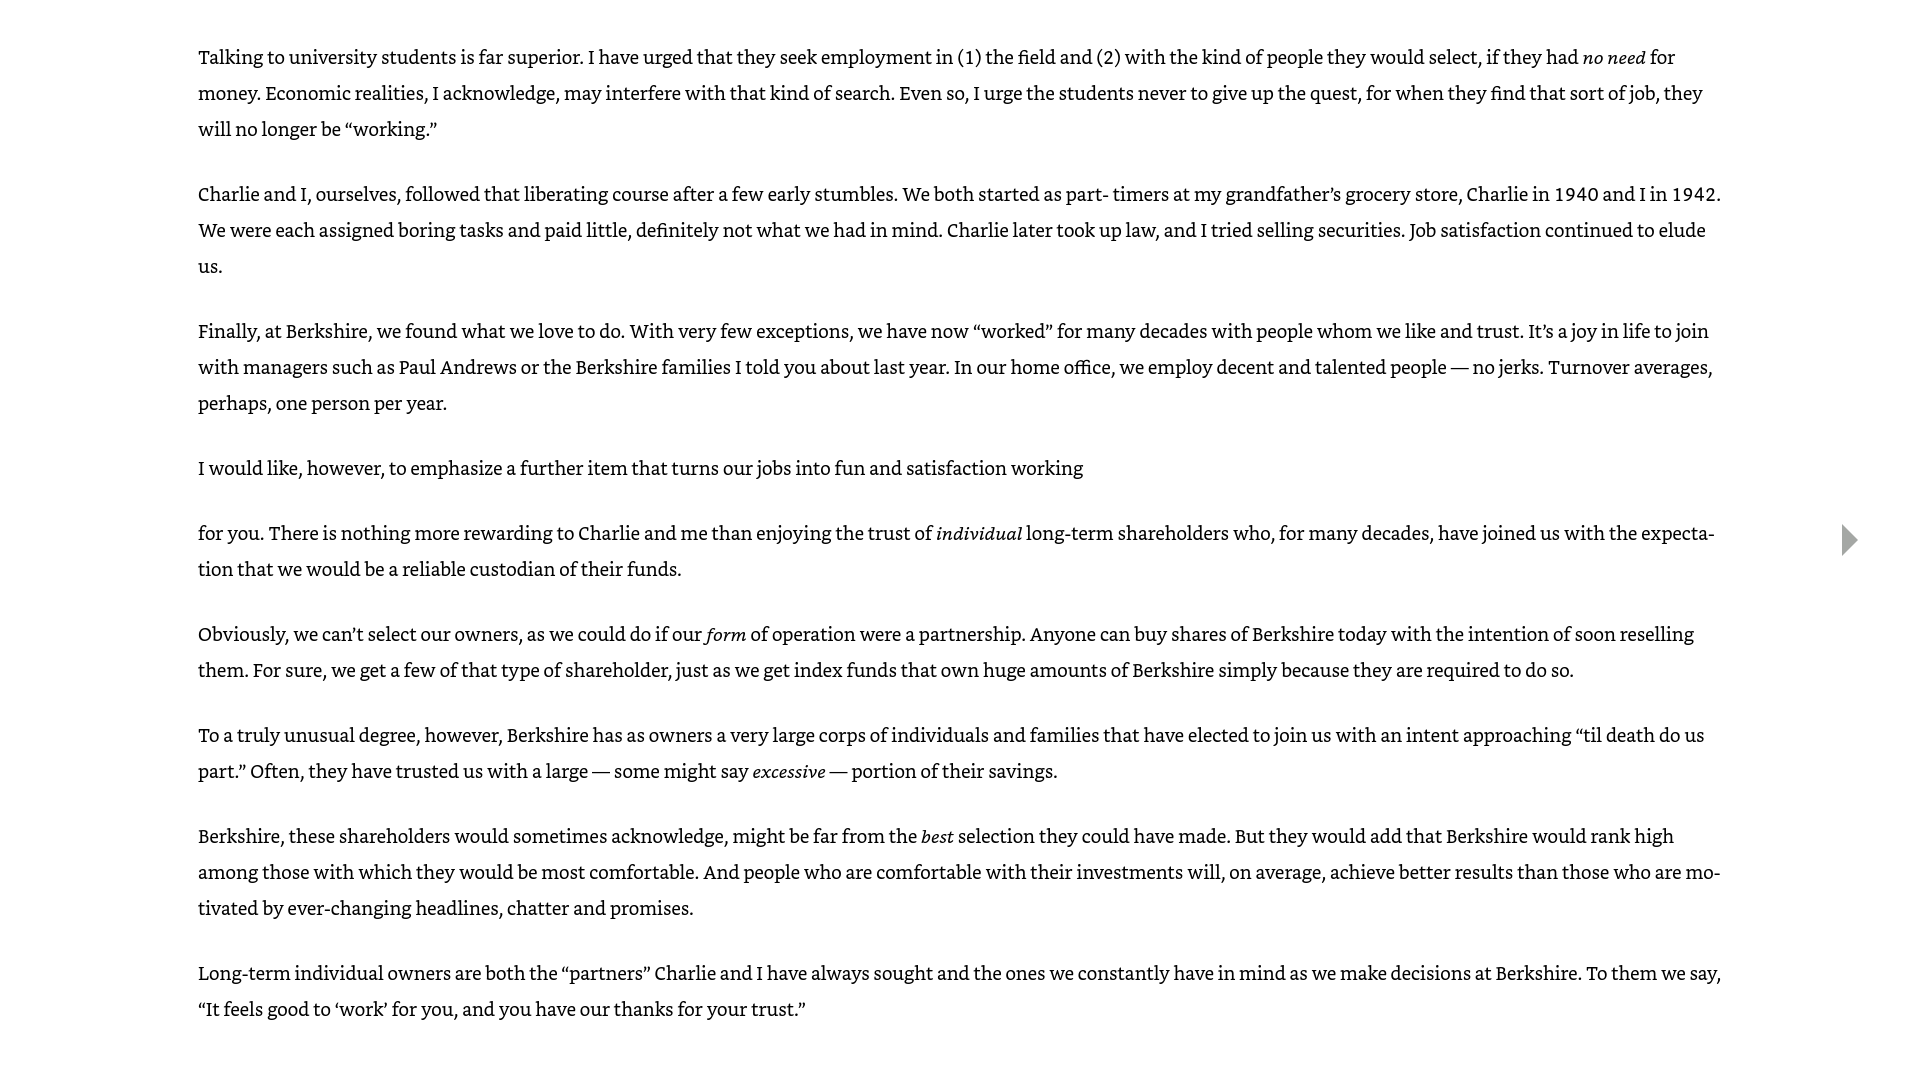 Talking to university students is far superior. I have urged that they seek employment in (1) the field and (2) with the kind of people they would select, if they had no need for
money. Economic realities, I acknowledge, may interfere with that kind of search. Even so, I urge the students never to give up the quest, for when they find that sort of job, they
will no longer be “working.”
Charlie and I, ourselves, followed that liberating course after a few early stumbles. We both started as part- timers at my grandfather’s grocery store, Charlie in 1940 and I in 1942.
We were each assigned boring tasks and paid little, definitely not what we had in mind. Charlie later took up law, and I tried selling securities. Job satisfaction continued to elude
us.
Finally, at Berkshire, we found what we love to do. With very few exceptions, we have now “worked” for many decades with people whom we like and trust. It’s a joy in life to join
with managers such as Paul Andrews or the Berkshire families I told you about last year. In our home office, we employ decent and talented people — no jerks. Turnover averages,
perhaps, one person per year.
I would like, however, to emphasize a further item that turns our jobs into fun and satisfaction working
for you. There is nothing more rewarding to Charlie and me than enjoying the trust of individual long-term shareholders who, for many decades, have joined us with the expecta-
tion that we would be a reliable custodian of their funds.
Obviously, we can’t select our owners, as we could do if our form of operation were a partnership. Anyone can buy shares of Berkshire today with the intention of soon reselling
them. For sure, we get a few of that type of shareholder, just as we get index funds that own huge amounts of Berkshire simply because they are required to do so.
To a truly unusual degree, however, Berkshire has as owners a very large corps of individuals and families that have elected to join us with an intent approaching “til death do us
part.” Often, they have trusted us with a large — some might say excessive — portion of their savings.
Berkshire, these shareholders would sometimes acknowledge, might be far from the best selection they could have made. But they would add that Berkshire would rank high
among those with which they would be most comfortable. And people who are comfortable with their investments will, on average, achieve better results than those who are mo-
tivated by ever-changing headlines, chatter and promises.
Long-term individual owners are both the “partners” Charlie and I have always sought and the ones we constantly have in mind as we make decisions at Berkshire. To them we say,
“It feels good to ‘work’ for you, and you have our thanks for your trust.”